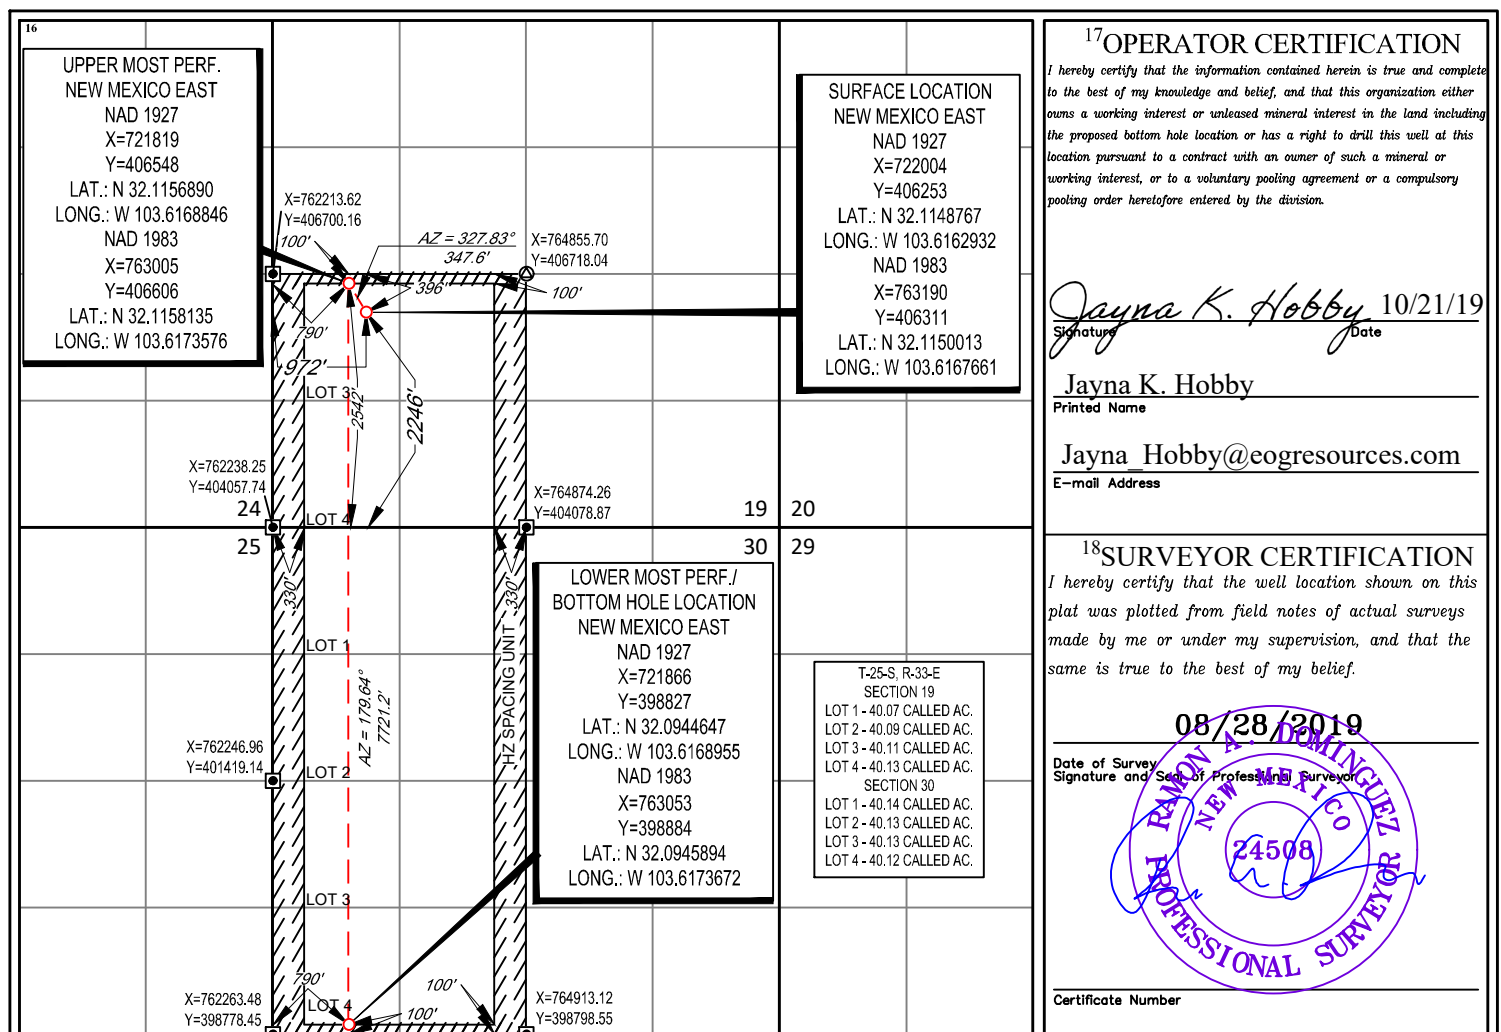 16
UPPER MOST PERF.
NEW MEXICO EAST
NAD 1927
X=721819
Y=406548
LAT.: N 32.1156890
LONG.: W 103.6168846
NAD 1983
X=763005
Y=406606
LAT.: N 32.1158135
LONG.: W 103.6173576
X=762213.62
Y=406700.16
100'
AZ = 327.83°
347.6'
X=764855.70
Y=406718.04
396'
100'
790'
972'
LOT 3
2542'
2246'
SURFACE LOCATION
NEW MEXICO EAST
NAD 1927
X=722004
Y=406253
LAT.: N 32.1148767
LONG.: W 103.6162932
NAD 1983
X=763190
Y=406311
LAT.: N 32.1150013
LONG.: W 103.6167661
X=762238.25
Y=404057.74
X=764874.26
Y=404078.87
24
LOT 4
19
20
25
30
29
330'
330'
LOT 1
HZ SPACING UNIT
AZ = 179.64°
7721.2'
LOWER MOST PERF./
BOTTOM HOLE LOCATION
NEW MEXICO EAST
NAD 1927
X=721866
Y=398827
LAT.: N 32.0944647
LONG.: W 103.6168955
NAD 1983
X=763053
Y=398884
LAT.: N 32.0945894
LONG.: W 103.6173672
T-25-S, R-33-E
SECTION 19
LOT 1 - 40.07 CALLED AC.
LOT 2 - 40.09 CALLED AC.
LOT 3 - 40.11 CALLED AC.
LOT 4 - 40.13 CALLED AC.
SECTION 30
LOT 1 - 40.14 CALLED AC.
LOT 2 - 40.13 CALLED AC.
LOT 3 - 40.13 CALLED AC.
LOT 4 - 40.12 CALLED AC.
X=762246.96
Y=401419.14
LOT 2
LOT 3
790'
LOT 4
100'
100'
X=762263.48
Y=398778.45
X=764913.12
Y=398798.55
17OPERATOR CERTIFICATION
I hereby certify that the information contained herein is true and complete
to the best of my knowledge and belief, and that this organization either
owns a working interest or unleased mineral interest in the land including
the proposed bottom hole location or has a right to drill this well at this
location pursuant to a contract with an owner of such a mineral or
working interest, or to a voluntary pooling agreement or a compulsory
pooling order heretofore entered by the division.
Jayna K. Hobby 10/21/19
Signature Date
Jayna K. Hobby
Printed Name
Jayna_Hobby@eogresources.com
E-mail Address
18SURVEYOR CERTIFICATION
I hereby certify that the well location shown on this
plat was plotted from field notes of actual surveys
made by me or under my supervision, and that the
same is true to the best of my belief.
08/28/2019
Date of Survey
Signature and Seal of Professional Surveyor
RAMON A. DOMINGUEZ
NEW MEXICO
24508
PROFESSIONAL SURVEYOR
Certificate Number